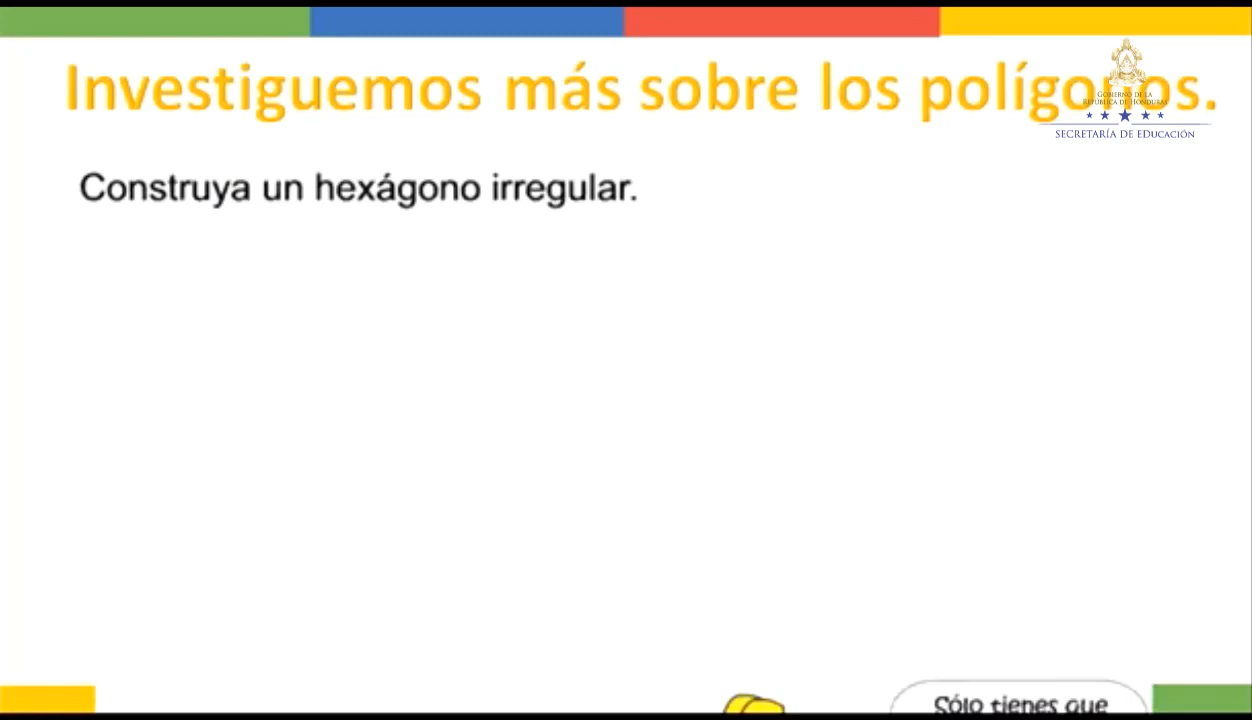 Investiguemos más sobre los polígonos.
GOBIERNO DE LA
REPÚBLICA DE HONDURAS
SECRETARÍA DE EDUCACIÓN
Construya un hexágono irregular.
Sólo tienes que